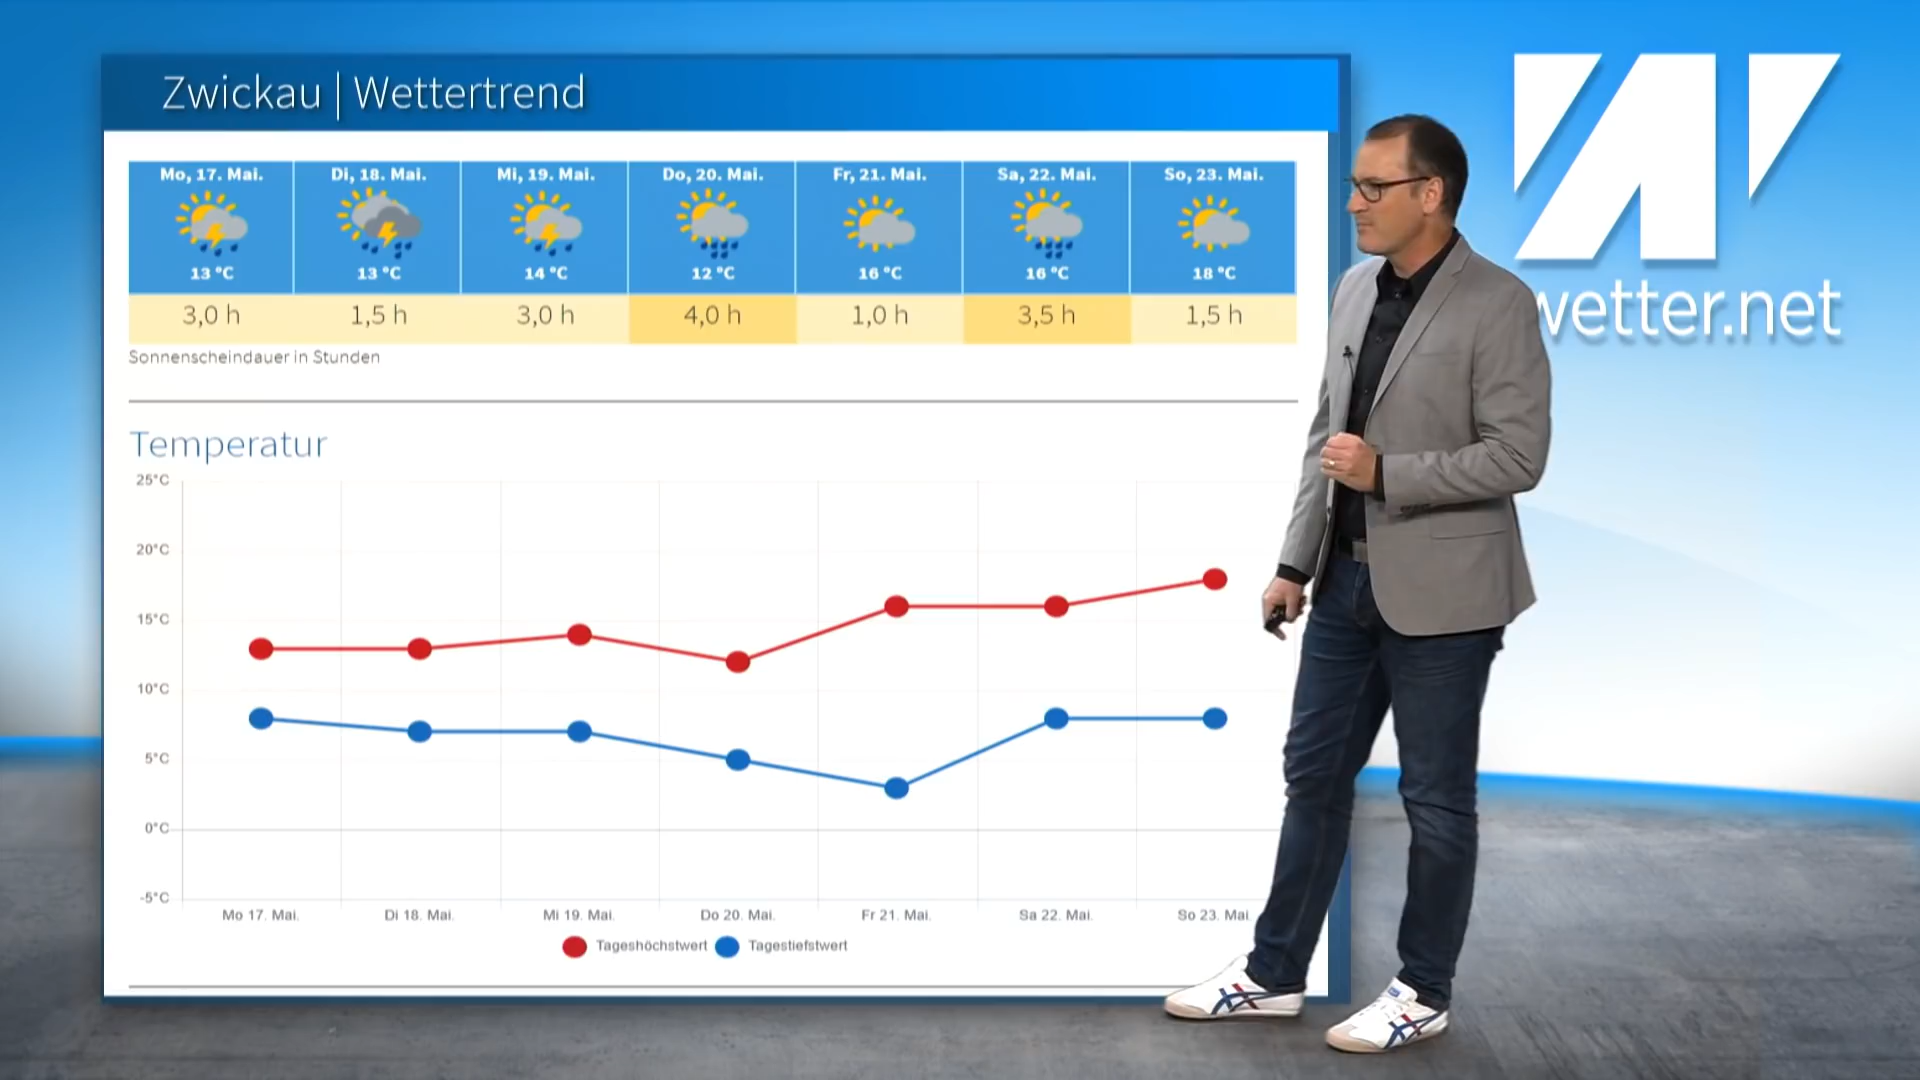 Zwickau | Wettertrend
Mo, 17. Mai. Di, 18. Mai. Mi, 19. Mai. Do, 20. Mai. Fr, 21. Mai. Sa, 22. Mai. So, 23. Mai.
13 °C 13 °C 14 °C 12 °C 16 °C 16 °C 18 °C
3,0 h 1,5 h 3,0 h 4,0 h 1,0 h 3,5 h 1,5 h
Sonnenscheindauer in Stunden
wetter.net
Temperatur
25°C
20°C
15°C
10°C
5°C
0°C
-5°C
Mo 17. Mai. Di 18. Mai. Mi 19. Mai. Do 20. Mai. Fr 21. Mai. Sa 22. Mai. So 23. Mai
Tageshöchstwert Tagestiefstwert